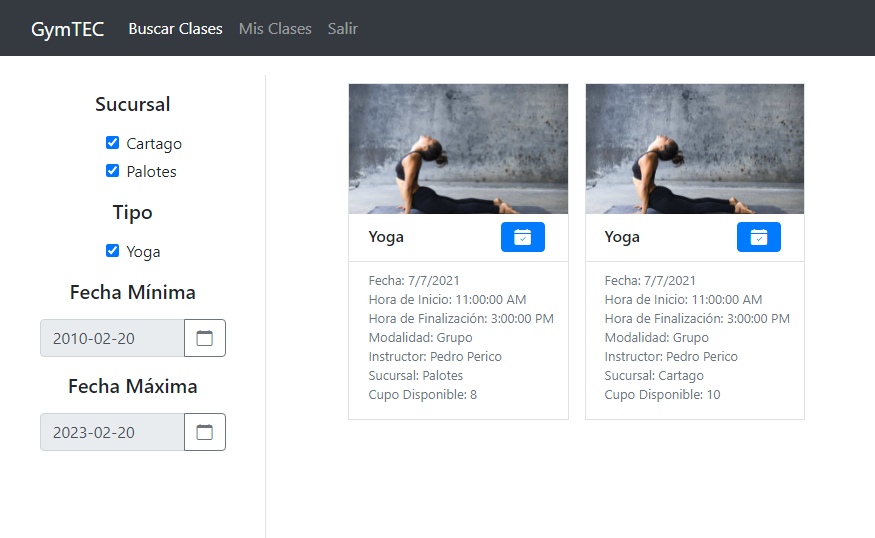 GymTEC Buscar Clases Mis Clases Salir
Sucursal
Cartago
Palotes
Tipo
Yoga
Fecha Mínima
2010-02-20
Fecha Máxima
2023-02-20
Yoga
Fecha: 7/7/2021
Hora de Inicio: 11:00:00 AM
Hora de Finalización: 3:00:00 PM
Modalidad: Grupo
Instructor: Pedro Perico
Sucursal: Palotes
Cupo Disponible: 8
Yoga
Fecha: 7/7/2021
Hora de Inicio: 11:00:00 AM
Hora de Finalización: 3:00:00 PM
Modalidad: Grupo
Instructor: Pedro Perico
Sucursal: Cartago
Cupo Disponible: 10